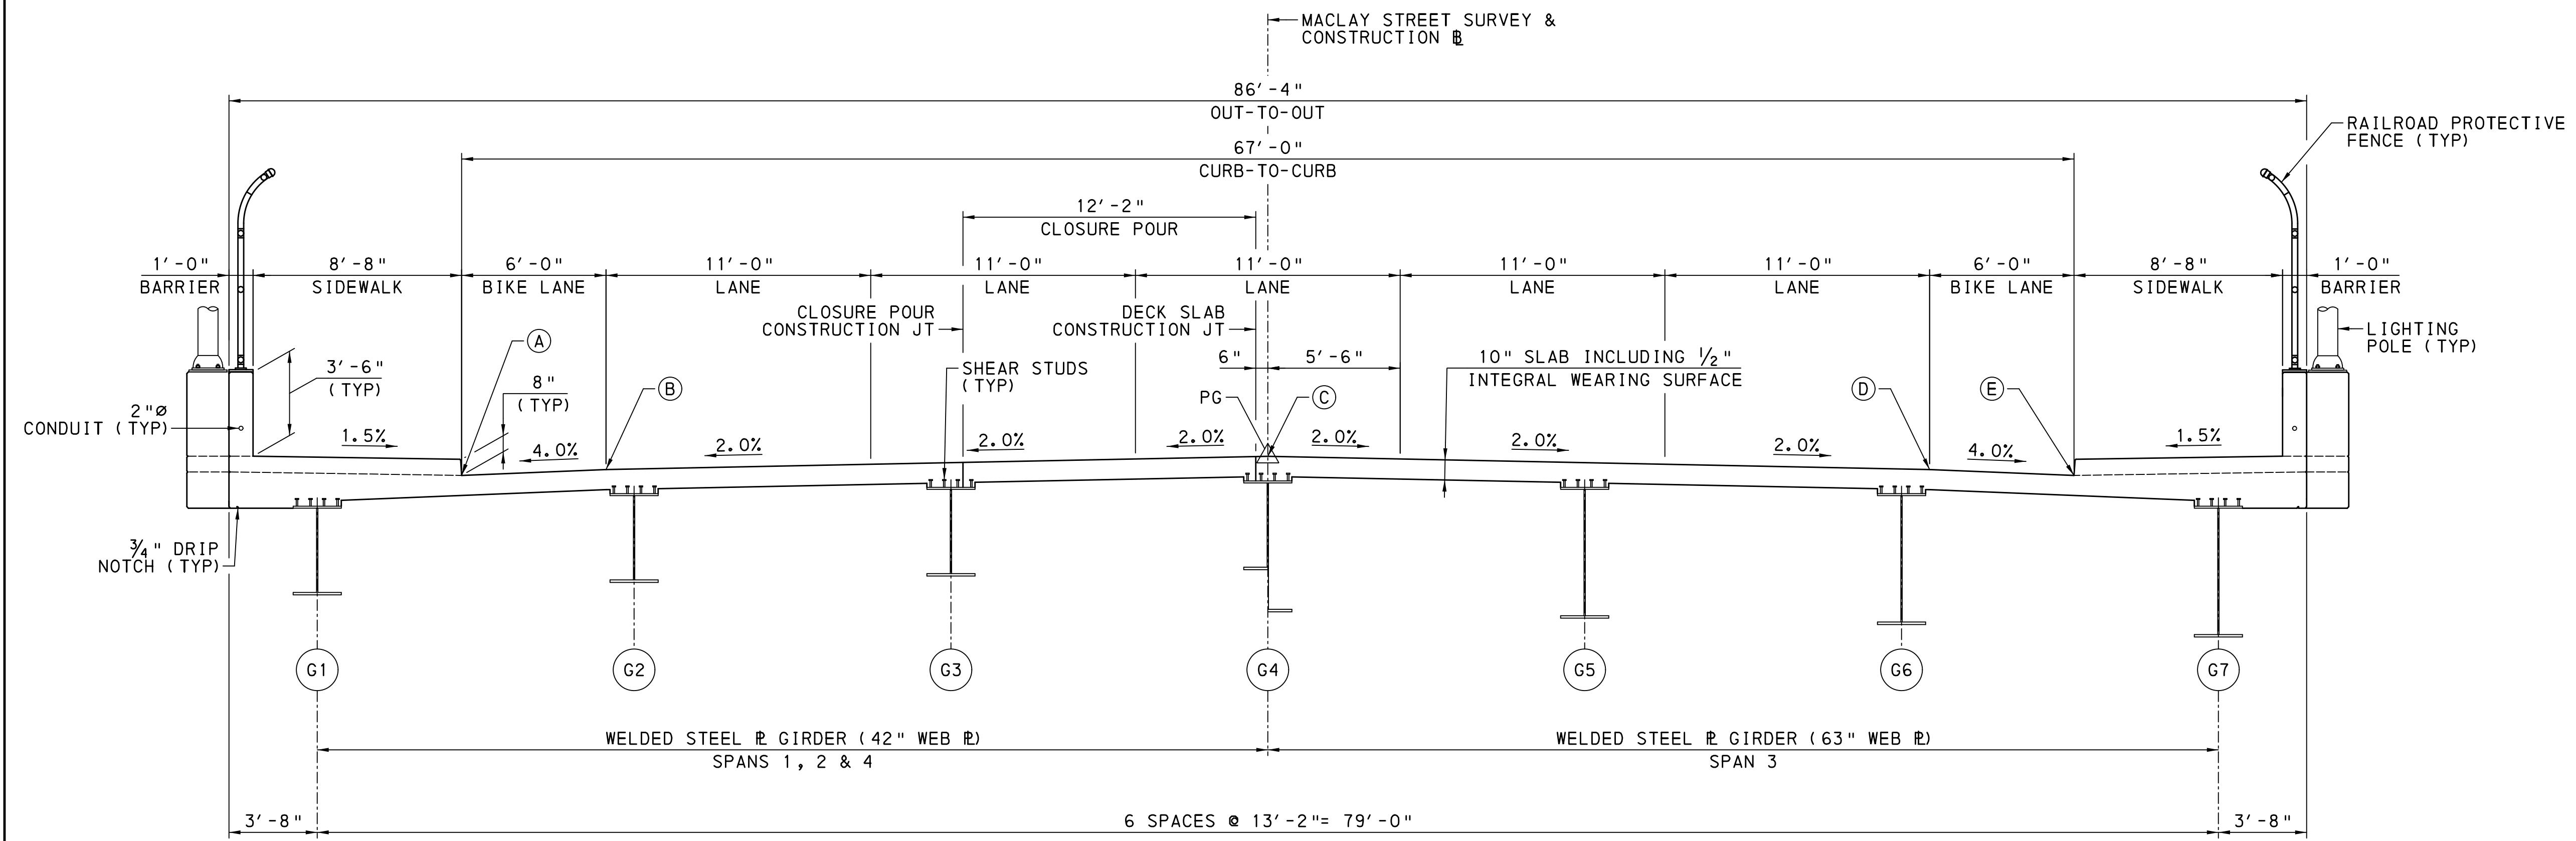 MACLAY STREET SURVEY &
CONSTRUCTION BL
86'-4"
OUT-TO-OUT
RAILROAD PROTECTIVE
FENCE (TYP)
67'-0"
CURB-TO-CURB
12'-2"
CLOSURE POUR
1'-0" 8'-8" 6'-0" 11'-0" 11'-0" 11'-0" 11'-0" 11'-0" 6'-0" 8'-8" 1'-0"
BARRIER SIDEWALK BIKE LANE LANE LANE LANE LANE LANE BIKE LANE SIDEWALK BARRIER
CLOSURE POUR
CONSTRUCTION JT
DECK SLAB
CONSTRUCTION JT
LIGHTING
POLE (TYP)
A
3'-6"
(TYP)
8"
(TYP)
B
SHEAR STUDS
(TYP)
6" 5'-6"
10" SLAB INCLUDING 1/2"
INTEGRAL WEARING SURFACE
PG
C
D
E
2"⌀
CONDUIT (TYP)
1.5% 4.0% 2.0% 2.0% 2.0% 2.0% 2.0% 2.0% 4.0% 1.5%
3/4" DRIP
NOTCH (TYP)
G1 G2 G3 G4 G5 G6 G7
WELDED STEEL PL GIRDER (42" WEB PL)
SPANS 1, 2 & 4
WELDED STEEL PL GIRDER (63" WEB PL)
SPAN 3
3'-8" 6 SPACES @ 13'-2"= 79'-0" 3'-8"